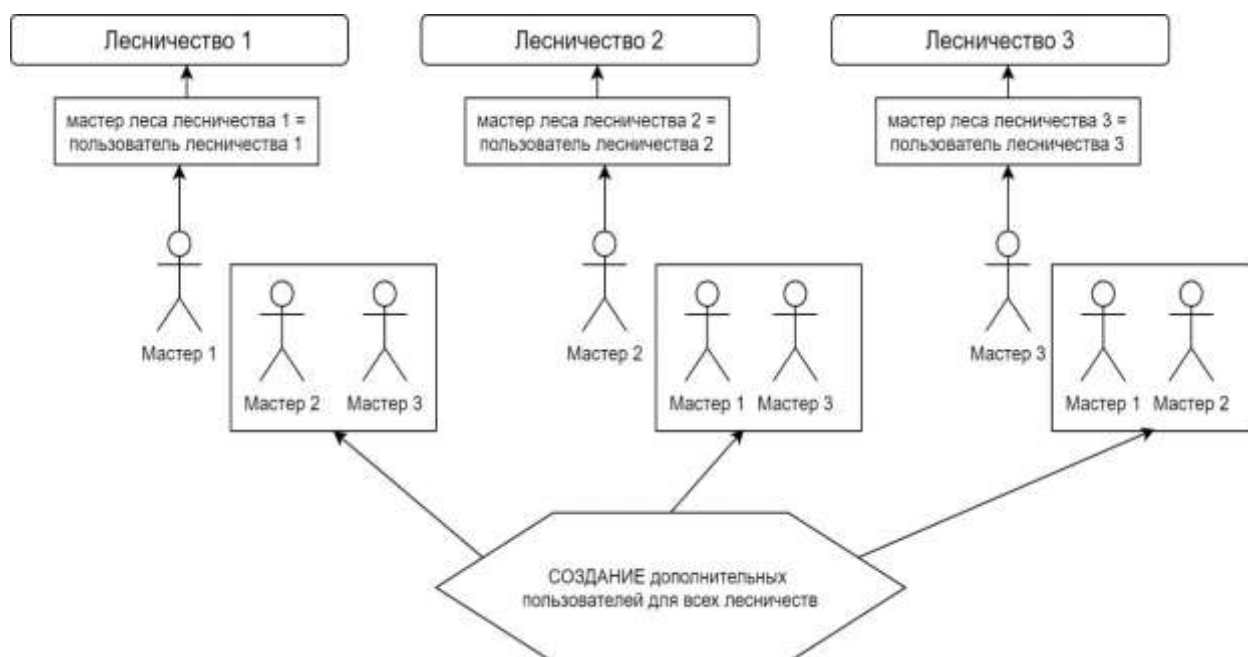 Лесничество 1
Лесничество 2
Лесничество 3
мастер леса лесничества 1 =
пользователь лесничества 1
мастер леса лесничества 2 =
пользователь лесничества 2
мастер леса лесничества 3 =
пользователь лесничества 3
Мастер 1
Мастер 2
Мастер 3
Мастер 2
Мастер 1
Мастер 3
Мастер 3
Мастер 1
Мастер 2
СОЗДАНИЕ дополнительных
пользователей для всех лесничеств